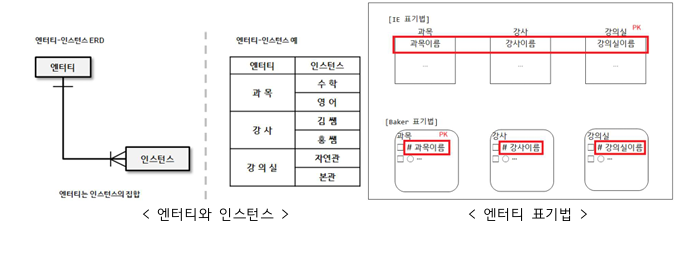 엔터티-인스턴스 ERD
엔터티
인스턴스
엔터티는 인스턴스의 집합
엔터티-인스턴스 예
엔터티 인스턴스
과 목 수 학
영 어
강 사 김 쌤
홍 쌤
강 의 실 자연관
본관
< 엔터티와 인스턴스 >
[IE 표기법]
과목 강사 강의실 PK
과목이름 강사이름 강의실이름
... ... ...
[Baker 표기법]
과목 PK 강사 강의실
# 과목이름 # 강사이름 # 강의실이름
... ... ...
< 엔터티 표기법 >